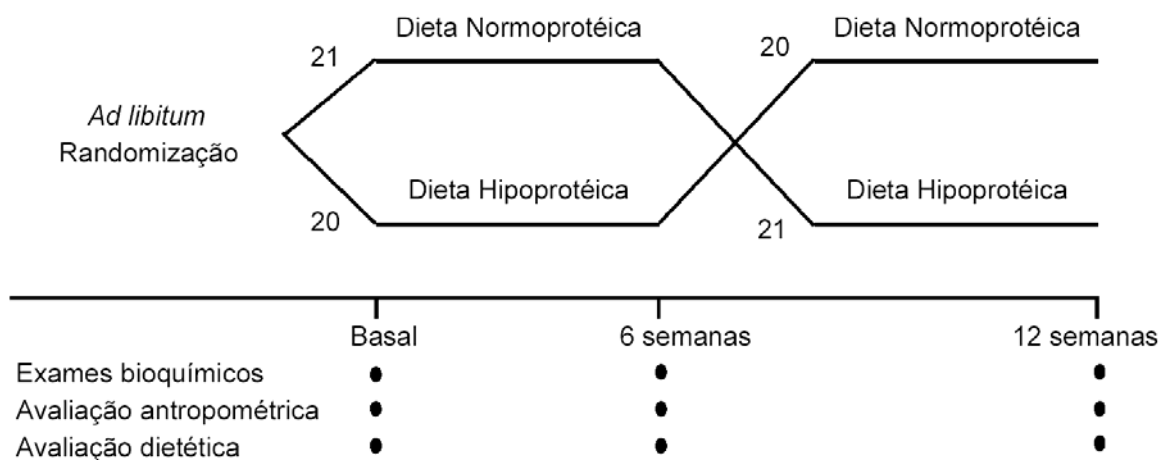 Dieta Normoprotéica
Dieta Normoprotéica
21
20
Ad libitum
Randomização
Dieta Hipoprotéica
Dieta Hipoprotéica
20
21
Basal
6 semanas
12 semanas
Exames bioquímicos
Avaliação antropométrica
Avaliação dietética